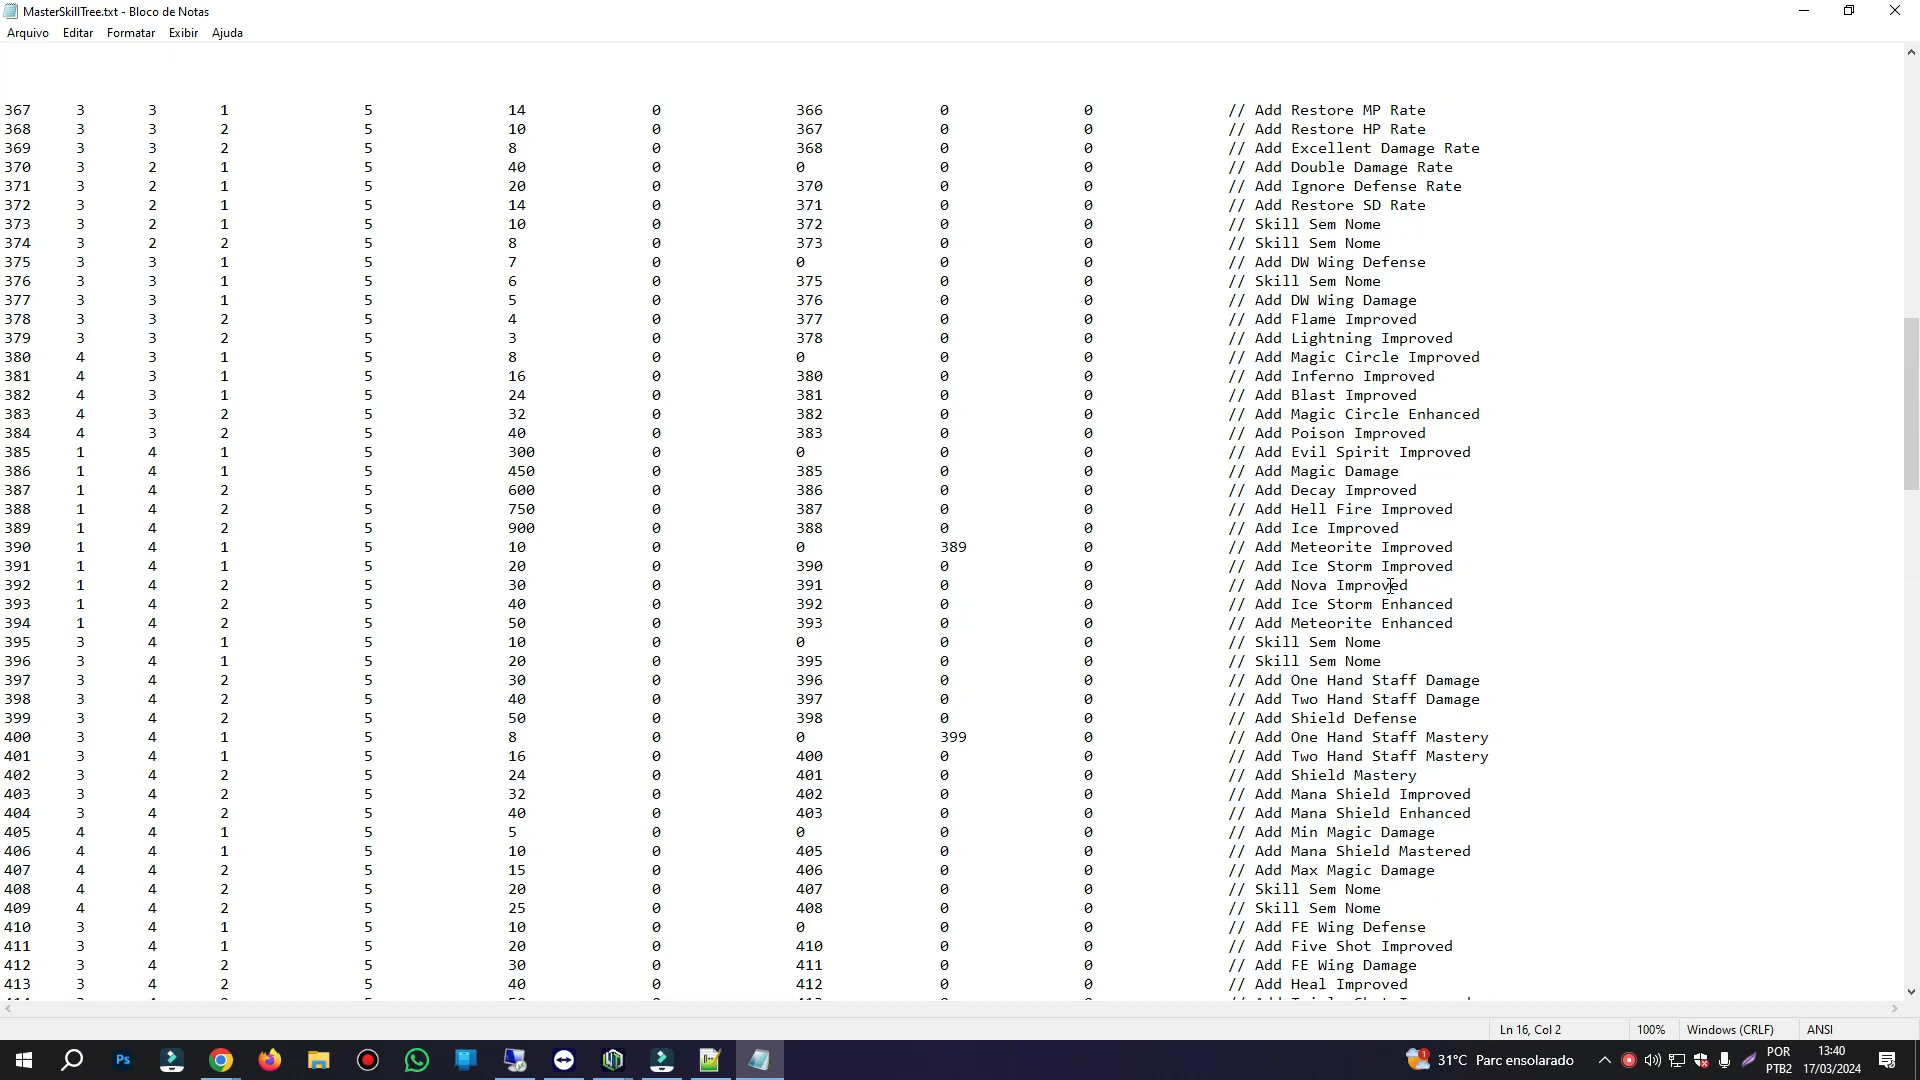 MasterSkillTree.txt - Bloco de Notas
Arquivo Editar Formatar Exibir Ajuda
367 3 3 1 5 14 0 366 0 0 // Add Restore MP Rate
368 3 3 2 5 10 0 367 0 0 // Add Restore HP Rate
369 3 3 2 5 8 0 368 0 0 // Add Excellent Damage Rate
370 3 2 1 5 40 0 0 0 0 // Add Double Damage Rate
371 3 2 1 5 20 0 370 0 0 // Add Ignore Defense Rate
372 3 2 1 5 14 0 371 0 0 // Add Restore SD Rate
373 3 2 1 5 10 0 372 0 0 // Skill Sem Nome
374 3 2 2 5 8 0 373 0 0 // Skill Sem Nome
375 3 3 1 5 7 0 0 0 0 // Add DW Wing Defense
376 3 3 1 5 6 0 375 0 0 // Skill Sem Nome
377 3 3 1 5 5 0 376 0 0 // Add DW Wing Damage
378 3 3 2 5 4 0 377 0 0 // Add Flame Improved
379 3 3 2 5 3 0 378 0 0 // Add Lightning Improved
380 4 3 1 5 8 0 0 0 0 // Add Magic Circle Improved
381 4 3 1 5 16 0 380 0 0 // Add Inferno Improved
382 4 3 1 5 24 0 381 0 0 // Add Blast Improved
383 4 3 2 5 32 0 382 0 0 // Add Magic Circle Enhanced
384 4 3 2 5 40 0 383 0 0 // Add Poison Improved
385 1 4 1 5 300 0 0 0 0 // Add Evil Spirit Improved
386 1 4 1 5 450 0 385 0 0 // Add Magic Damage
387 1 4 2 5 600 0 386 0 0 // Add Decay Improved
388 1 4 2 5 750 0 387 0 0 // Add Hell Fire Improved
389 1 4 2 5 900 0 388 0 0 // Add Ice Improved
390 1 4 1 5 10 0 0 389 0 // Add Meteorite Improved
391 1 4 1 5 20 0 390 0 0 // Add Ice Storm Improved
392 1 4 2 5 30 0 391 0 0 // Add Nova Improved
393 1 4 2 5 40 0 392 0 0 // Add Ice Storm Enhanced
394 1 4 2 5 50 0 393 0 0 // Add Meteorite Enhanced
395 3 4 1 5 10 0 0 0 0 // Skill Sem Nome
396 3 4 1 5 20 0 395 0 0 // Skill Sem Nome
397 3 4 2 5 30 0 396 0 0 // Add One Hand Staff Damage
398 3 4 2 5 40 0 397 0 0 // Add Two Hand Staff Damage
399 3 4 2 5 50 0 398 0 0 // Add Shield Defense
400 3 4 1 5 8 0 0 399 0 // Add One Hand Staff Mastery
401 3 4 1 5 16 0 400 0 0 // Add Two Hand Staff Mastery
402 3 4 2 5 24 0 401 0 0 // Add Shield Mastery
403 3 4 2 5 32 0 402 0 0 // Add Mana Shield Improved
404 3 4 2 5 40 0 403 0 0 // Add Mana Shield Enhanced
405 4 4 1 5 5 0 0 0 0 // Add Min Magic Damage
406 4 4 1 5 10 0 405 0 0 // Add Mana Shield Mastered
407 4 4 2 5 15 0 406 0 0 // Add Max Magic Damage
408 4 4 2 5 20 0 407 0 0 // Skill Sem Nome
409 4 4 2 5 25 0 408 0 0 // Skill Sem Nome
410 3 4 1 5 10 0 0 0 0 // Add FE Wing Defense
411 3 4 1 5 20 0 410 0 0 // Add Five Shot Improved
412 3 4 2 5 30 0 411 0 0 // Add FE Wing Damage
413 3 4 2 5 40 0 412 0 0 // Add Heal Improved
Ln 16, Col 2 100% Windows (CRLF) ANSI
Ps 1 31°C Parc ensolarado POR 13:40
PTB2 17/03/2024